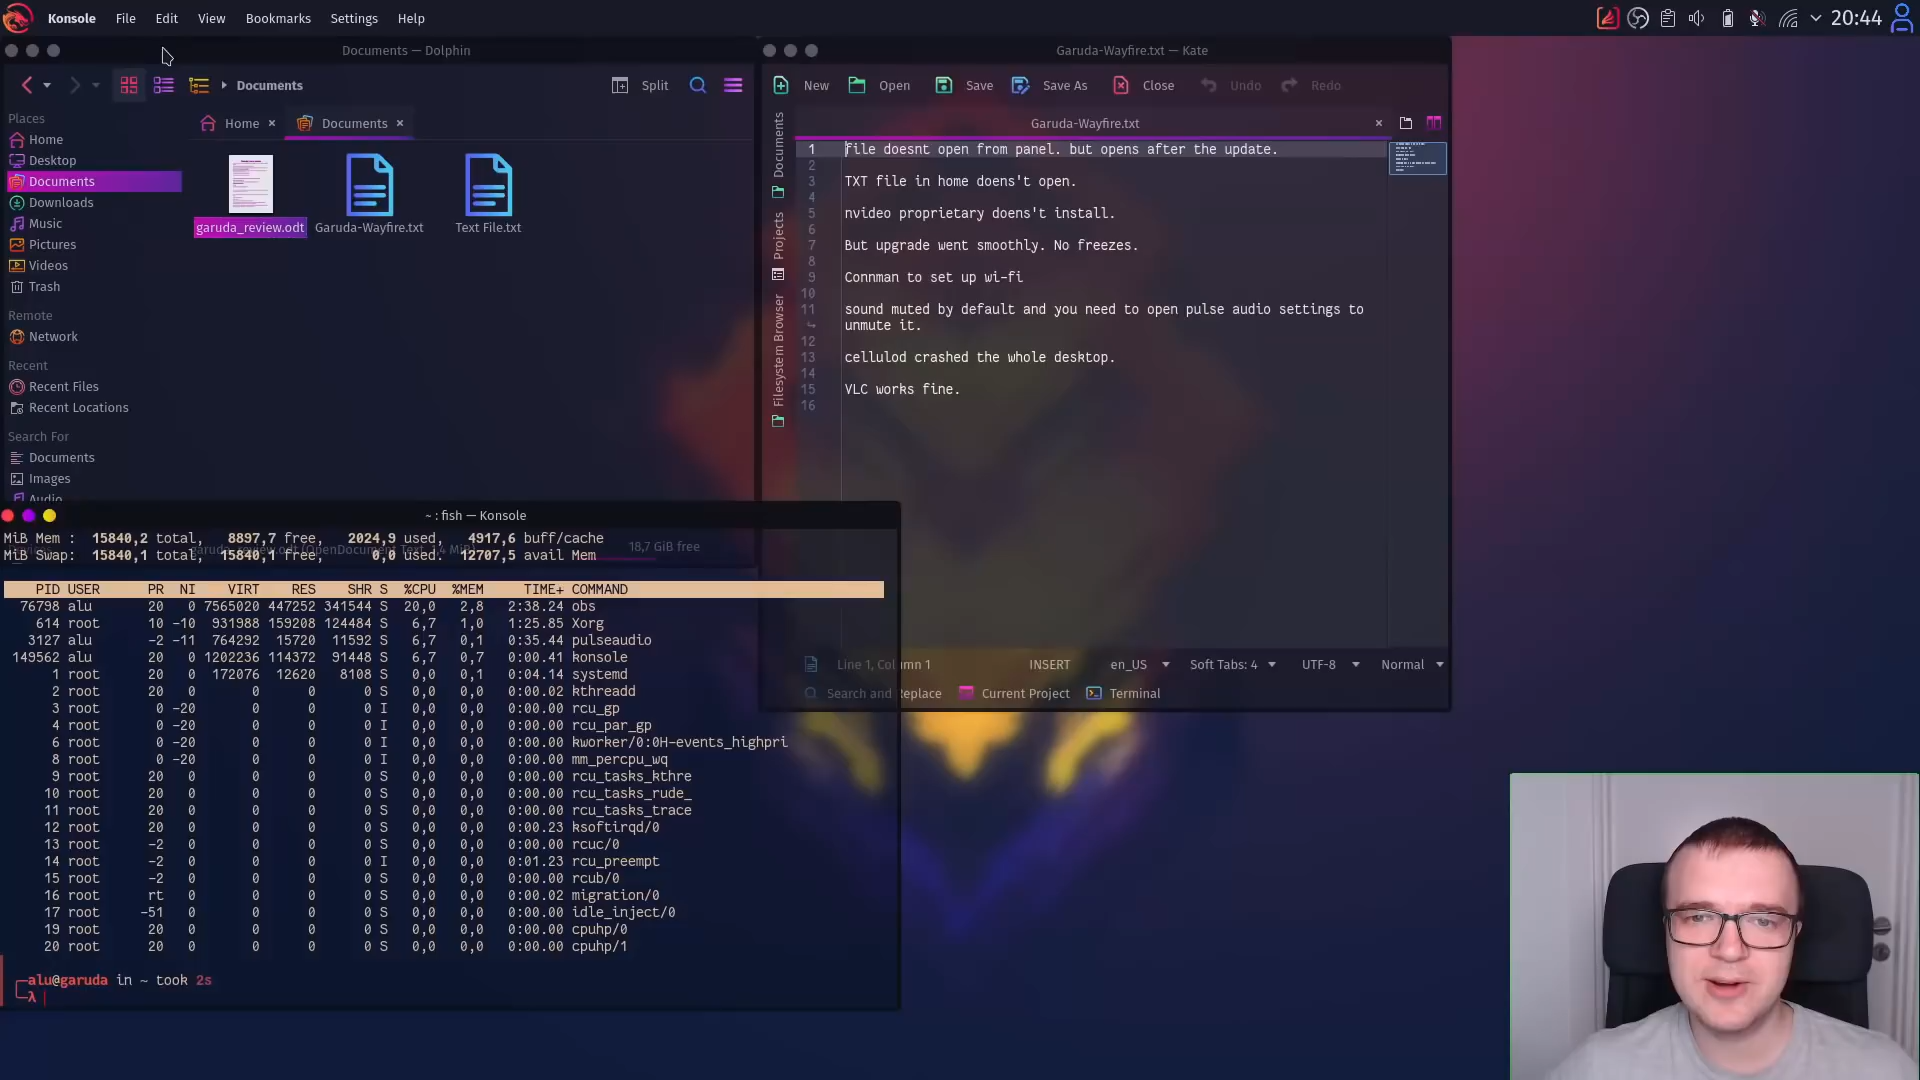 Konsole File Edit View Bookmarks Settings Help
20:44
Documents — Dolphin
Documents
Split
Places
Home
Desktop
Documents
Downloads
Music
Pictures
Videos
Trash
Remote
Network
Recent
Recent Files
Recent Locations
Search For
Documents
Images
Audio
Home
Documents
garuda_review.odt
Garuda-Wayfire.txt
Text File.txt
18,7 GiB free
Garuda-Wayfire.txt — Kate
New Open Save Save As Close Undo Redo
Garuda-Wayfire.txt
Documents
Projects
Filesystem Browser
1 file doesnt open from panel. but opens after the update.
2
3 TXT file in home doens't open.
4
5 nvideo proprietary doens't install.
6
7 But upgrade went smoothly. No freezes.
8
9 Connman to set up wi-fi
10
11 sound muted by default and you need to open pulse audio settings to
unmute it.
12
13 cellulod crashed the whole desktop.
14
15 VLC works fine.
16
Line 1, Column 1 INSERT en_US Soft Tabs: 4 UTF-8 Normal
Search and Replace Current Project Terminal
~ : fish — Konsole
MiB Mem : 15840,2 total, 8897,7 free, 2024,9 used, 4917,6 buff/cache
MiB Swap: 15840,1 total, 15840,1 free, 0,0 used. 12707,5 avail Mem
PID USER PR NI VIRT RES SHR S %CPU %MEM TIME+ COMMAND
76798 alu 20 0 7565020 447252 341544 S 20,0 2,8 2:38.24 obs
614 root 10 -10 931988 159208 124484 S 6,7 1,0 1:25.85 Xorg
3127 alu -2 -11 764292 15720 11592 S 6,7 0,1 0:35.44 pulseaudio
149562 alu 20 0 1202236 114372 91448 S 6,7 0,7 0:00.41 konsole
1 root 20 0 172076 12620 8108 S 0,0 0,1 0:04.14 systemd
2 root 20 0 0 0 0 S 0,0 0,0 0:00.02 kthreadd
3 root 0 -20 0 0 0 I 0,0 0,0 0:00.00 rcu_gp
4 root 0 -20 0 0 0 I 0,0 0,0 0:00.00 rcu_par_gp
6 root 0 -20 0 0 0 I 0,0 0,0 0:00.00 kworker/0:0H-events_highpri
8 root 0 -20 0 0 0 I 0,0 0,0 0:00.00 mm_percpu_wq
9 root 20 0 0 0 0 S 0,0 0,0 0:00.00 rcu_tasks_kthre
10 root 20 0 0 0 0 S 0,0 0,0 0:00.00 rcu_tasks_rude_
11 root 20 0 0 0 0 S 0,0 0,0 0:00.00 rcu_tasks_trace
12 root 20 0 0 0 0 S 0,0 0,0 0:00.23 ksoftirqd/0
13 root -2 0 0 0 0 S 0,0 0,0 0:00.00 rcuc/0
14 root -2 0 0 0 0 I 0,0 0,0 0:01.23 rcu_preempt
15 root -2 0 0 0 0 S 0,0 0,0 0:00.00 rcub/0
16 root rt 0 0 0 0 S 0,0 0,0 0:00.02 migration/0
17 root -51 0 0 0 0 S 0,0 0,0 0:00.00 idle_inject/0
19 root 20 0 0 0 0 S 0,0 0,0 0:00.00 cpuhp/0
20 root 20 0 0 0 0 S 0,0 0,0 0:00.00 cpuhp/1
alu@garuda in ~ took 2s
λ